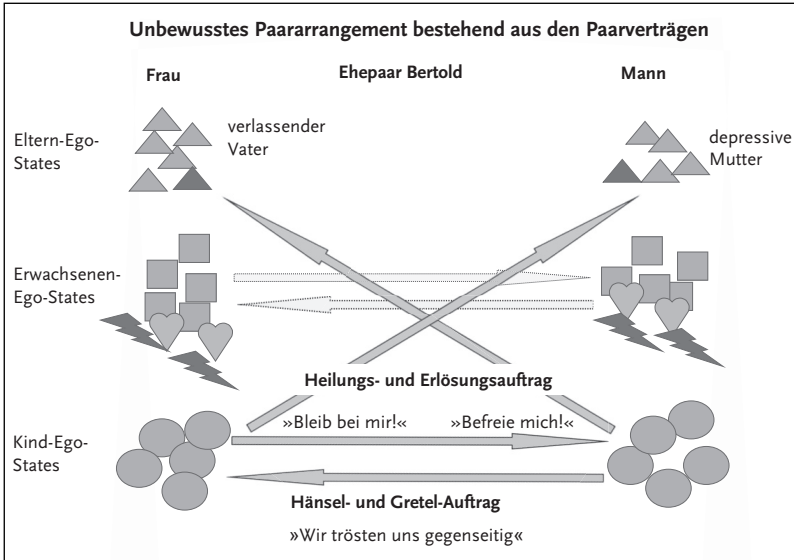 Unbewusstes Paararrangement bestehend aus den Paarverträgen
Frau
Ehepaar Bertold
Mann
Eltern-Ego-
States
verlassender
Vater
depressive
Mutter
Erwachsenen-
Ego-States
Heilungs- und Erlösungsauftrag
»Bleib bei mir!«
»Befreie mich!«
Kind-Ego-
States
Hänsel- und Gretel-Auftrag
»Wir trösten uns gegenseitig«